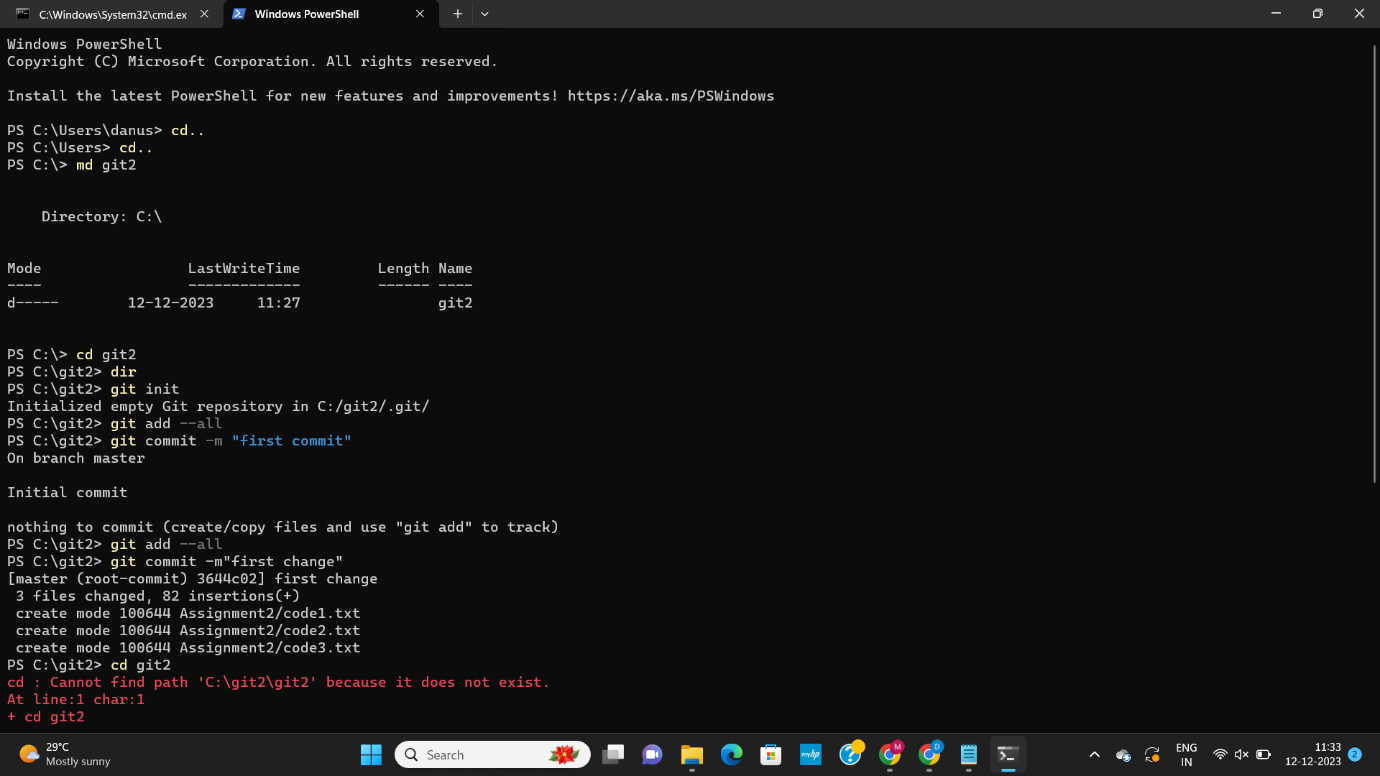 C:\Windows\System32\cmd.ex
Windows PowerShell
Windows PowerShell
Copyright (C) Microsoft Corporation. All rights reserved.
Install the latest PowerShell for new features and improvements! https://aka.ms/PSWindows
PS C:\Users\danus> cd..
PS C:\Users> cd..
PS C:\> md git2
Directory: C:\
Mode LastWriteTime Length Name
---- ------------- ------ ----
d----- 12-12-2023 11:27 git2
PS C:\> cd git2
PS C:\git2> dir
PS C:\git2> git init
Initialized empty Git repository in C:/git2/.git/
PS C:\git2> git add --all
PS C:\git2> git commit -m "first commit"
On branch master
Initial commit
nothing to commit (create/copy files and use "git add" to track)
PS C:\git2> git add --all
PS C:\git2> git commit -m"first change"
[master (root-commit) 3644c02] first change
3 files changed, 82 insertions(+)
create mode 100644 Assignment2/code1.txt
create mode 100644 Assignment2/code2.txt
create mode 100644 Assignment2/code3.txt
PS C:\git2> cd git2
cd : Cannot find path 'C:\git2\git2' because it does not exist.
At line:1 char:1
+ cd git2
29°C
Mostly sunny
Search
myhp
M
D
ENG
IN
11:33
12-12-2023
2